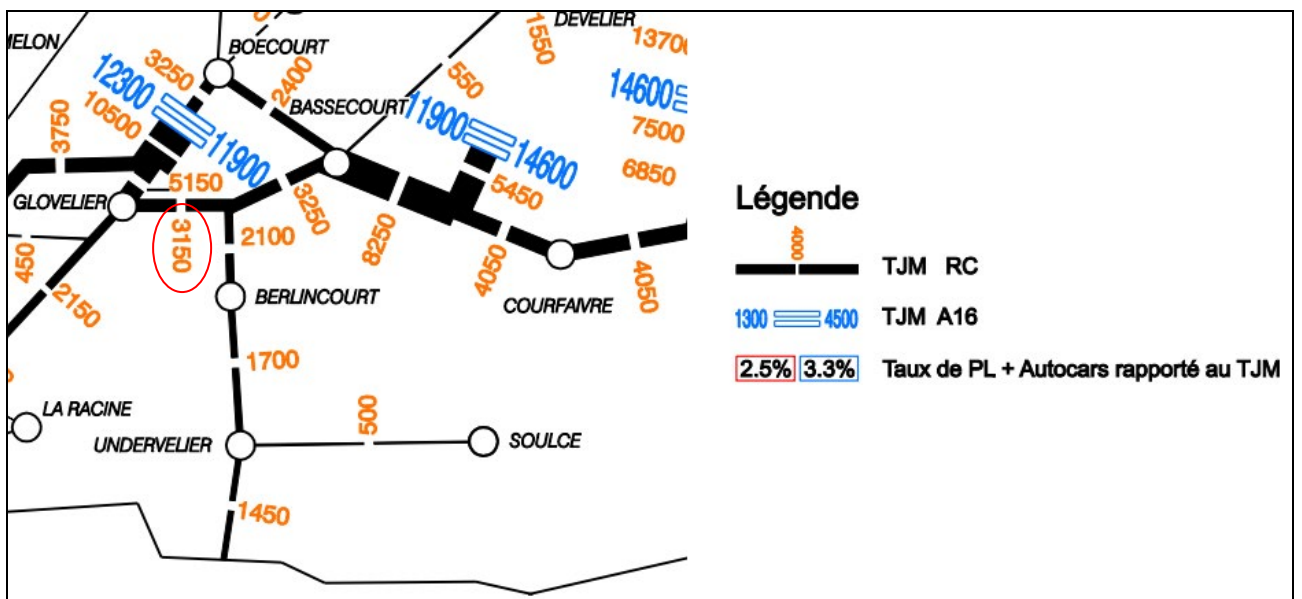 MELON
BOECOURT
DEVELIER
1550
13700
3250
12300
2400
550
14600
10500
BASSECOURT
11900
7500
3750
11900
14600
6850
5150
5450
GLOVELIER
3250
3150
2100
8250
450
4050
4050
2150
BERLINCOURT
COURFAIVRE
1700
LA RACINE
500
UNDERVELIER
SOULCE
1450
Légende
4000
TJM RC
1300 4500 TJM A16
2.5% 3.3% Taux de PL + Autocars rapporté au TJM